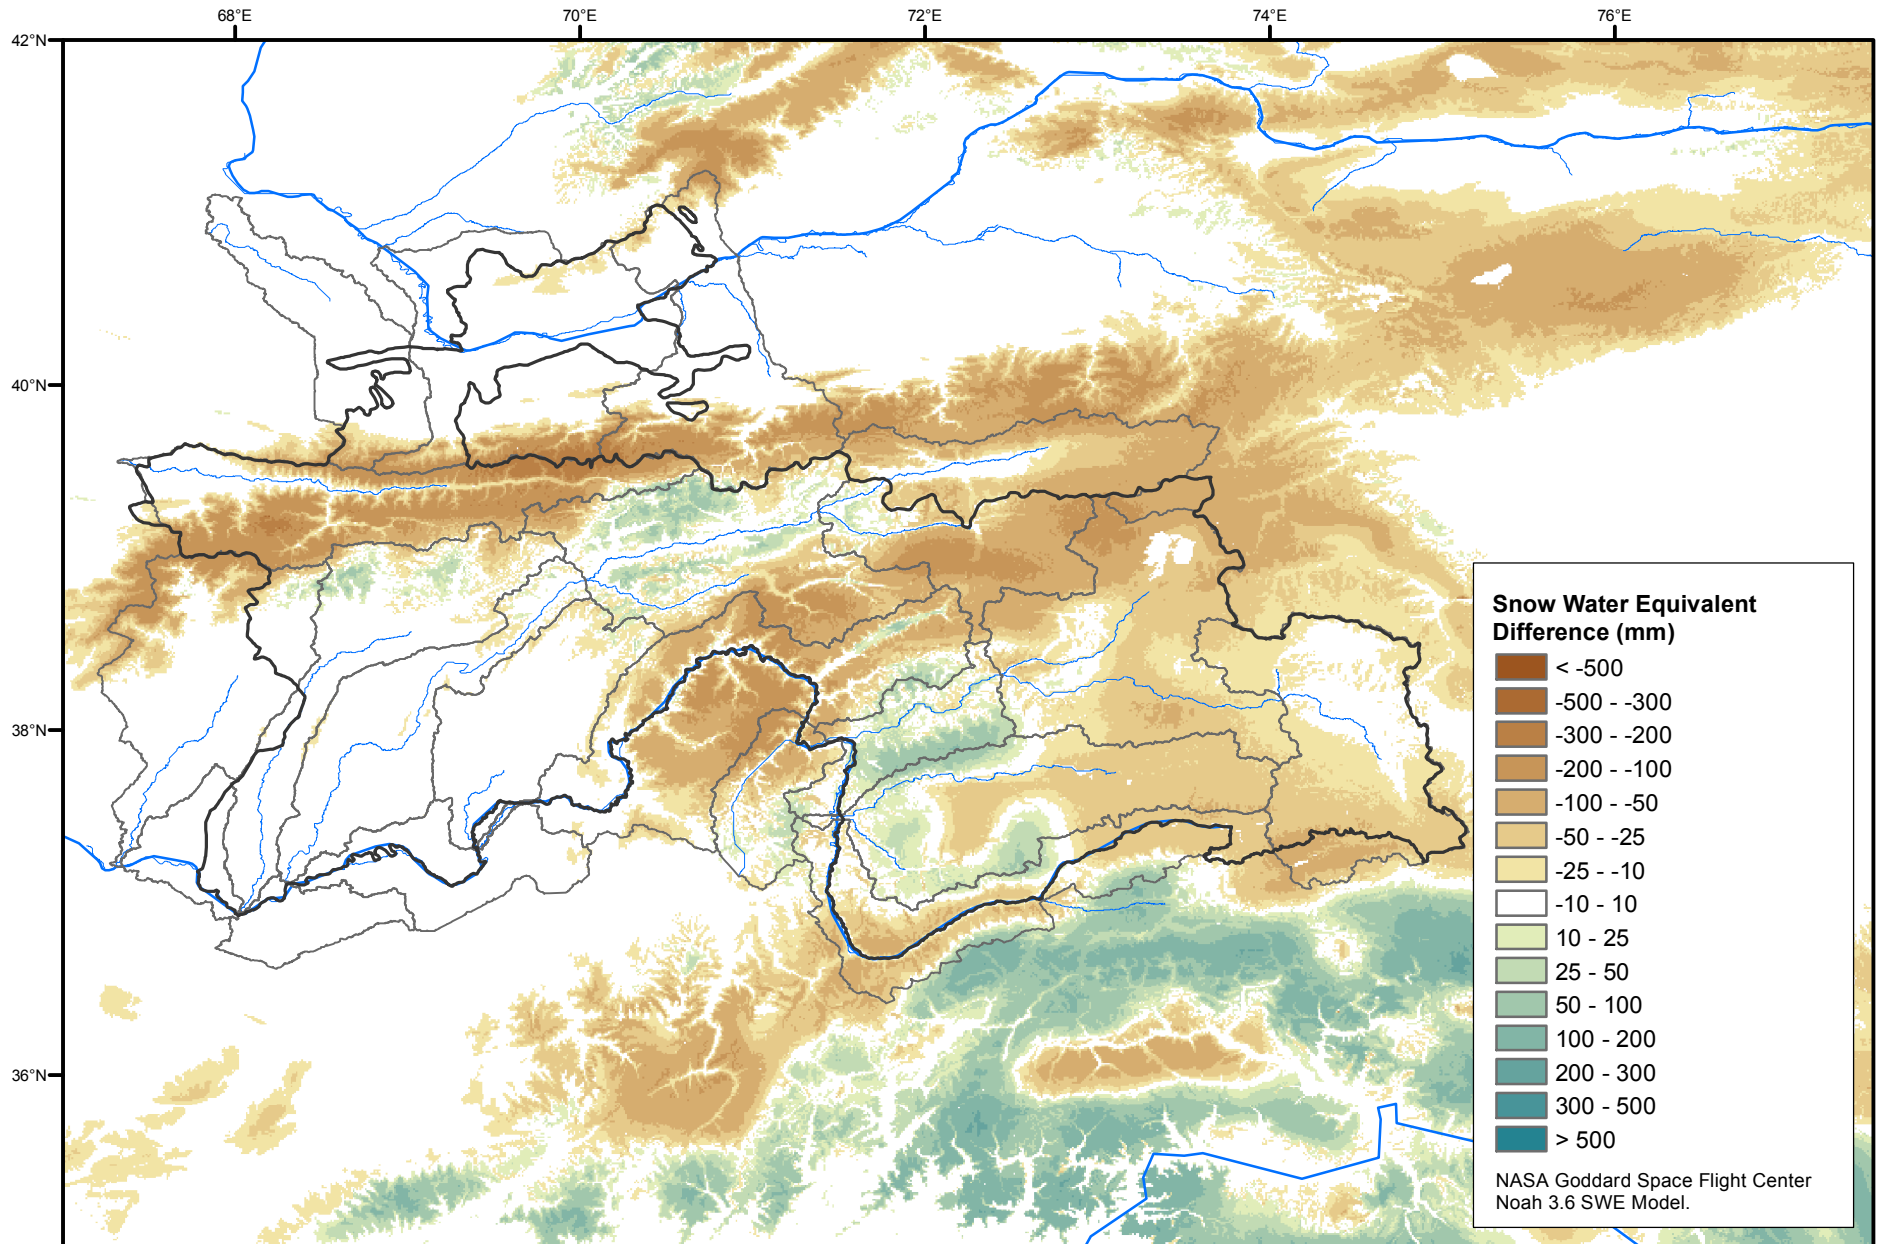 68°E
70°E
72°E
74°E
76°E
42°N
40°N
38°N
36°N
Snow Water Equivalent
Difference (mm)
< -500
-500 - -300
-300 - -200
-200 - -100
-100 - -50
-50 - -25
-25 - -10
-10 - 10
10 - 25
25 - 50
50 - 100
100 - 200
200 - 300
300 - 500
> 500
NASA Goddard Space Flight Center
Noah 3.6 SWE Model.